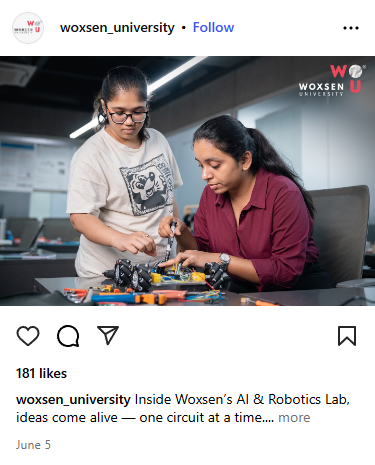 woxsen_university • Follow
WOU
WOXSEN
UNIVERSITY
181 likes
woxsen_university Inside Woxsen’s AI & Robotics Lab,
ideas come alive — one circuit at a time.... more
June 5